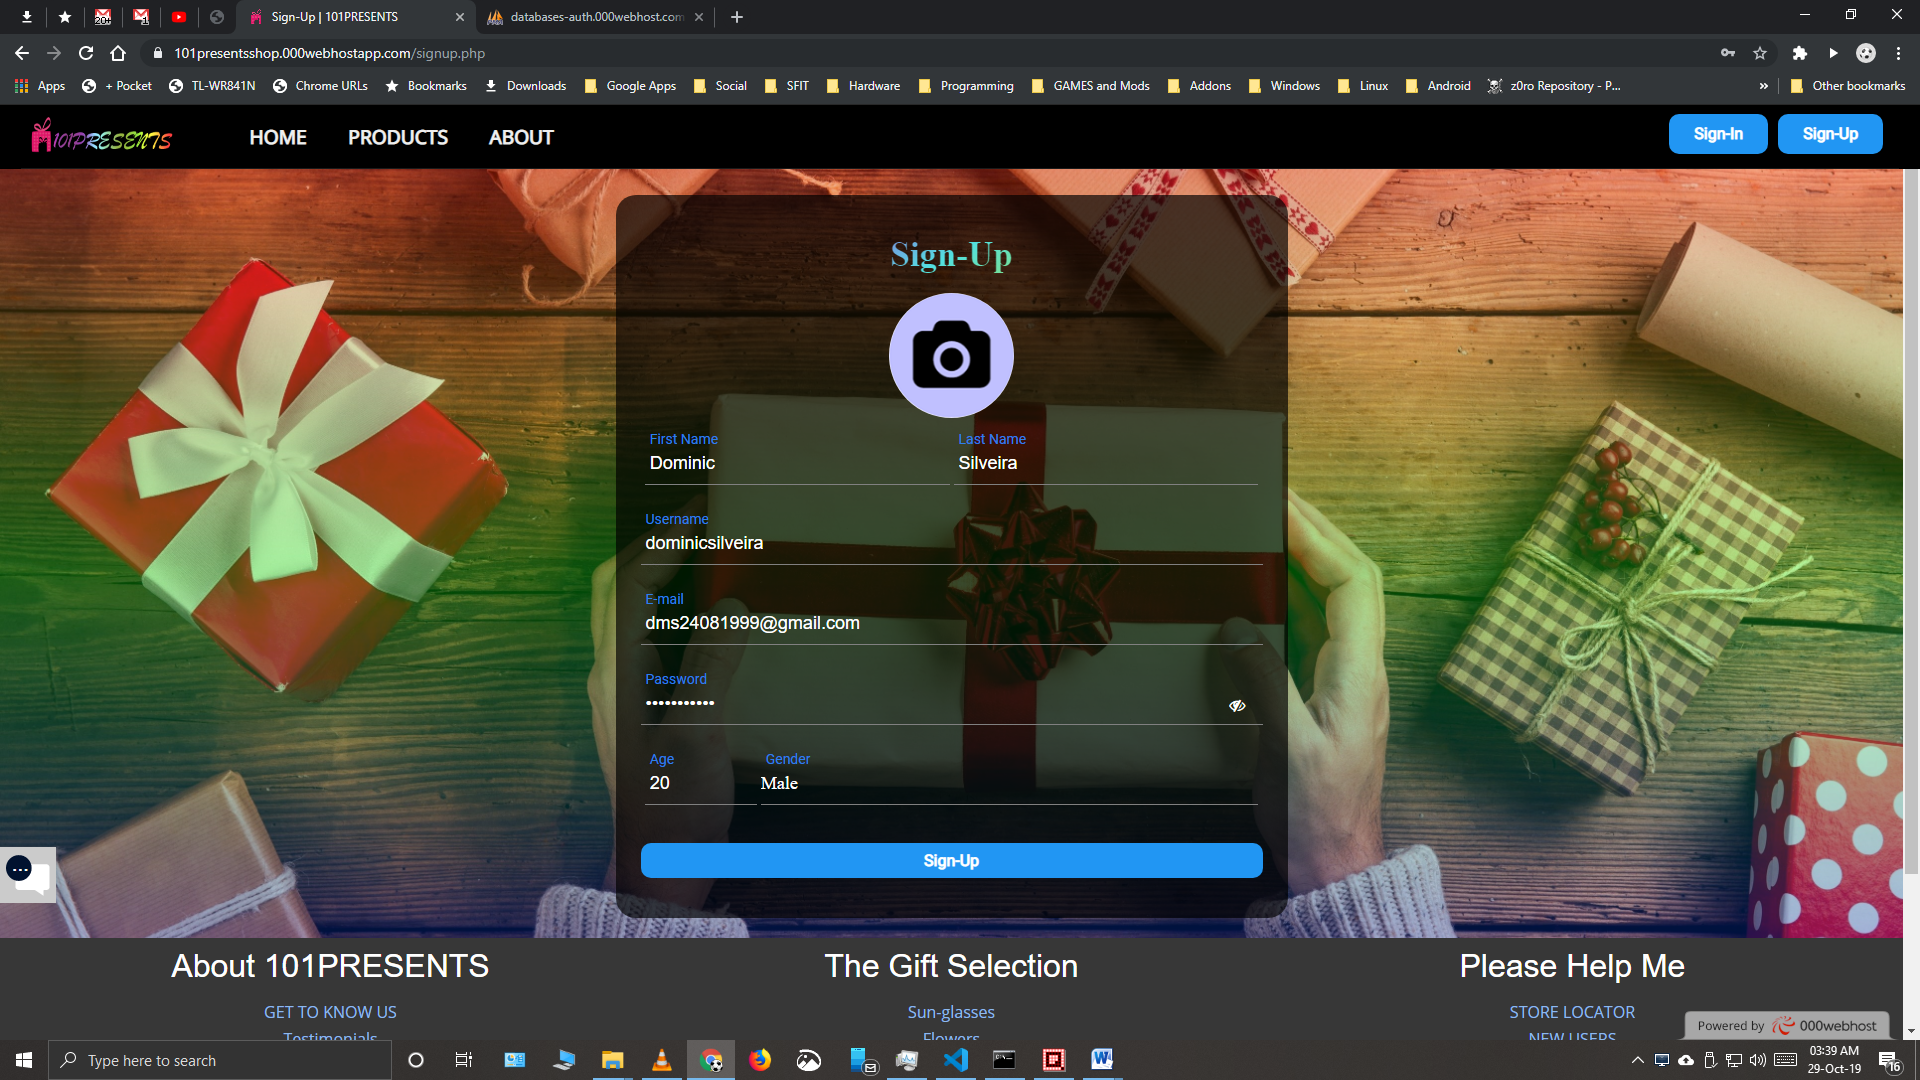 20+
1
Sign-Up | 101PRESENTS
databases-auth.000webhost.com
101presentsshop.000webhostapp.com/signup.php
Apps + Pocket TL-WR841N Chrome URLs Bookmarks Downloads Google Apps Social SFIT Hardware Programming GAMES and Mods Addons Windows Linux Android z0ro Repository - P... » Other bookmarks
101PRESENTS HOME PRODUCTS ABOUT Sign-In Sign-Up
Sign-Up
First Name Last Name
Dominic Silveira
Username
dominicsilveira
E-mail
dms24081999@gmail.com
Password
•••••••••••
Age Gender
20 Male
Sign-Up
About 101PRESENTS The Gift Selection Please Help Me
GET TO KNOW US Sun-glasses STORE LOCATOR
Testimonials Flowers NEW USERS
Powered by 000webhost
Type here to search
03:39 AM
29-Oct-19
16